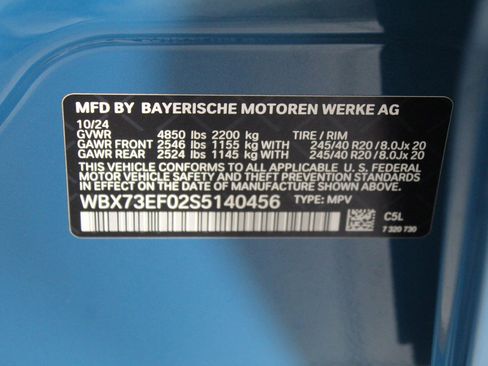 MFD BY BAYERISCHE MOTOREN WERKE AG
10/24
GVWR 4850 lbs 2200 kg TIRE / RIM
GAWR FRONT 2546 lbs 1155 kg WITH 245/40 R20 / 8.0Jx 20
GAWR REAR 2524 lbs 1145 kg WITH 245/40 R20 / 8.0Jx 20
THIS VEHICLE CONFORMS TO ALL APPLICABLE U. S. FEDERAL
MOTOR VEHICLE SAFETY, BUMPER, AND THEFT PREVENTION
STANDARDS IN EFFECT ON THE DATE OF MANUFACTURE SHOWN ABOVE.
WBX73EF02S5140456 TYPE: MPV
C5L
7 320 730